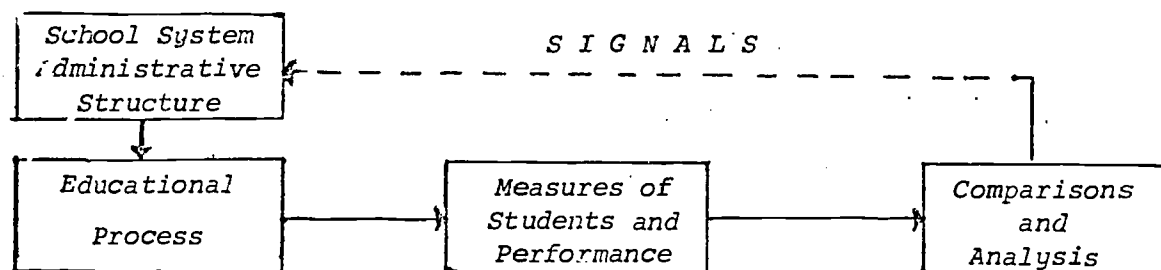 School System
Administrative
Structure
S I G N A L S
Educational
Process
Measures of
Students and
Performance
Comparisons
and
Analysis